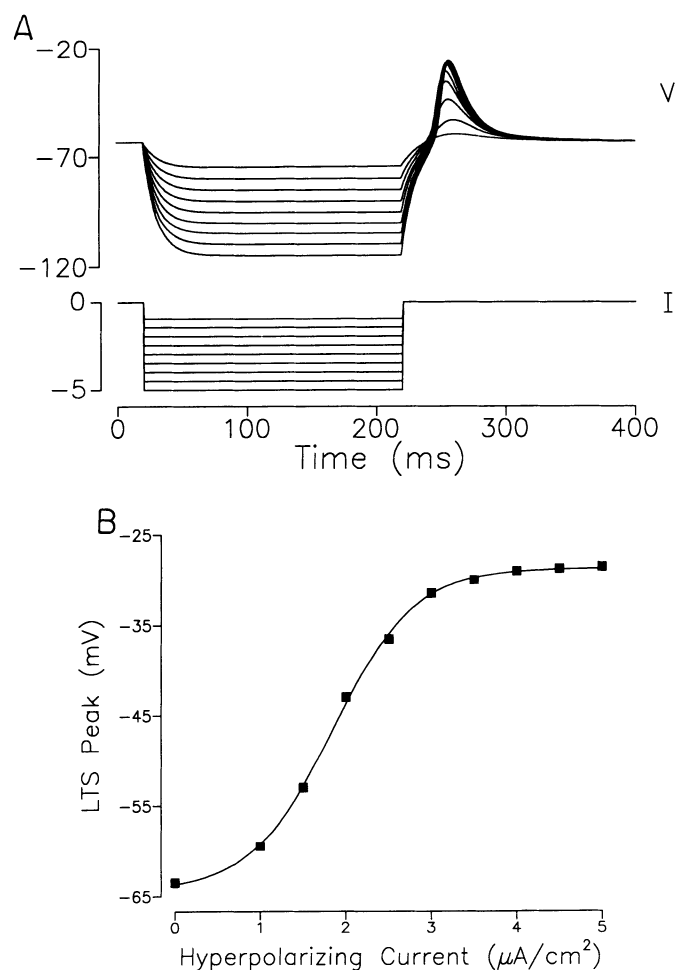 A
-20
-70
-120
V
0
-5
I
0 100 200 300 400
Time (ms)
B
-25
-35
-45
-55
-65
LTS Peak (mV)
0 1 2 3 4 5
Hyperpolarizing Current (μA/cm²)